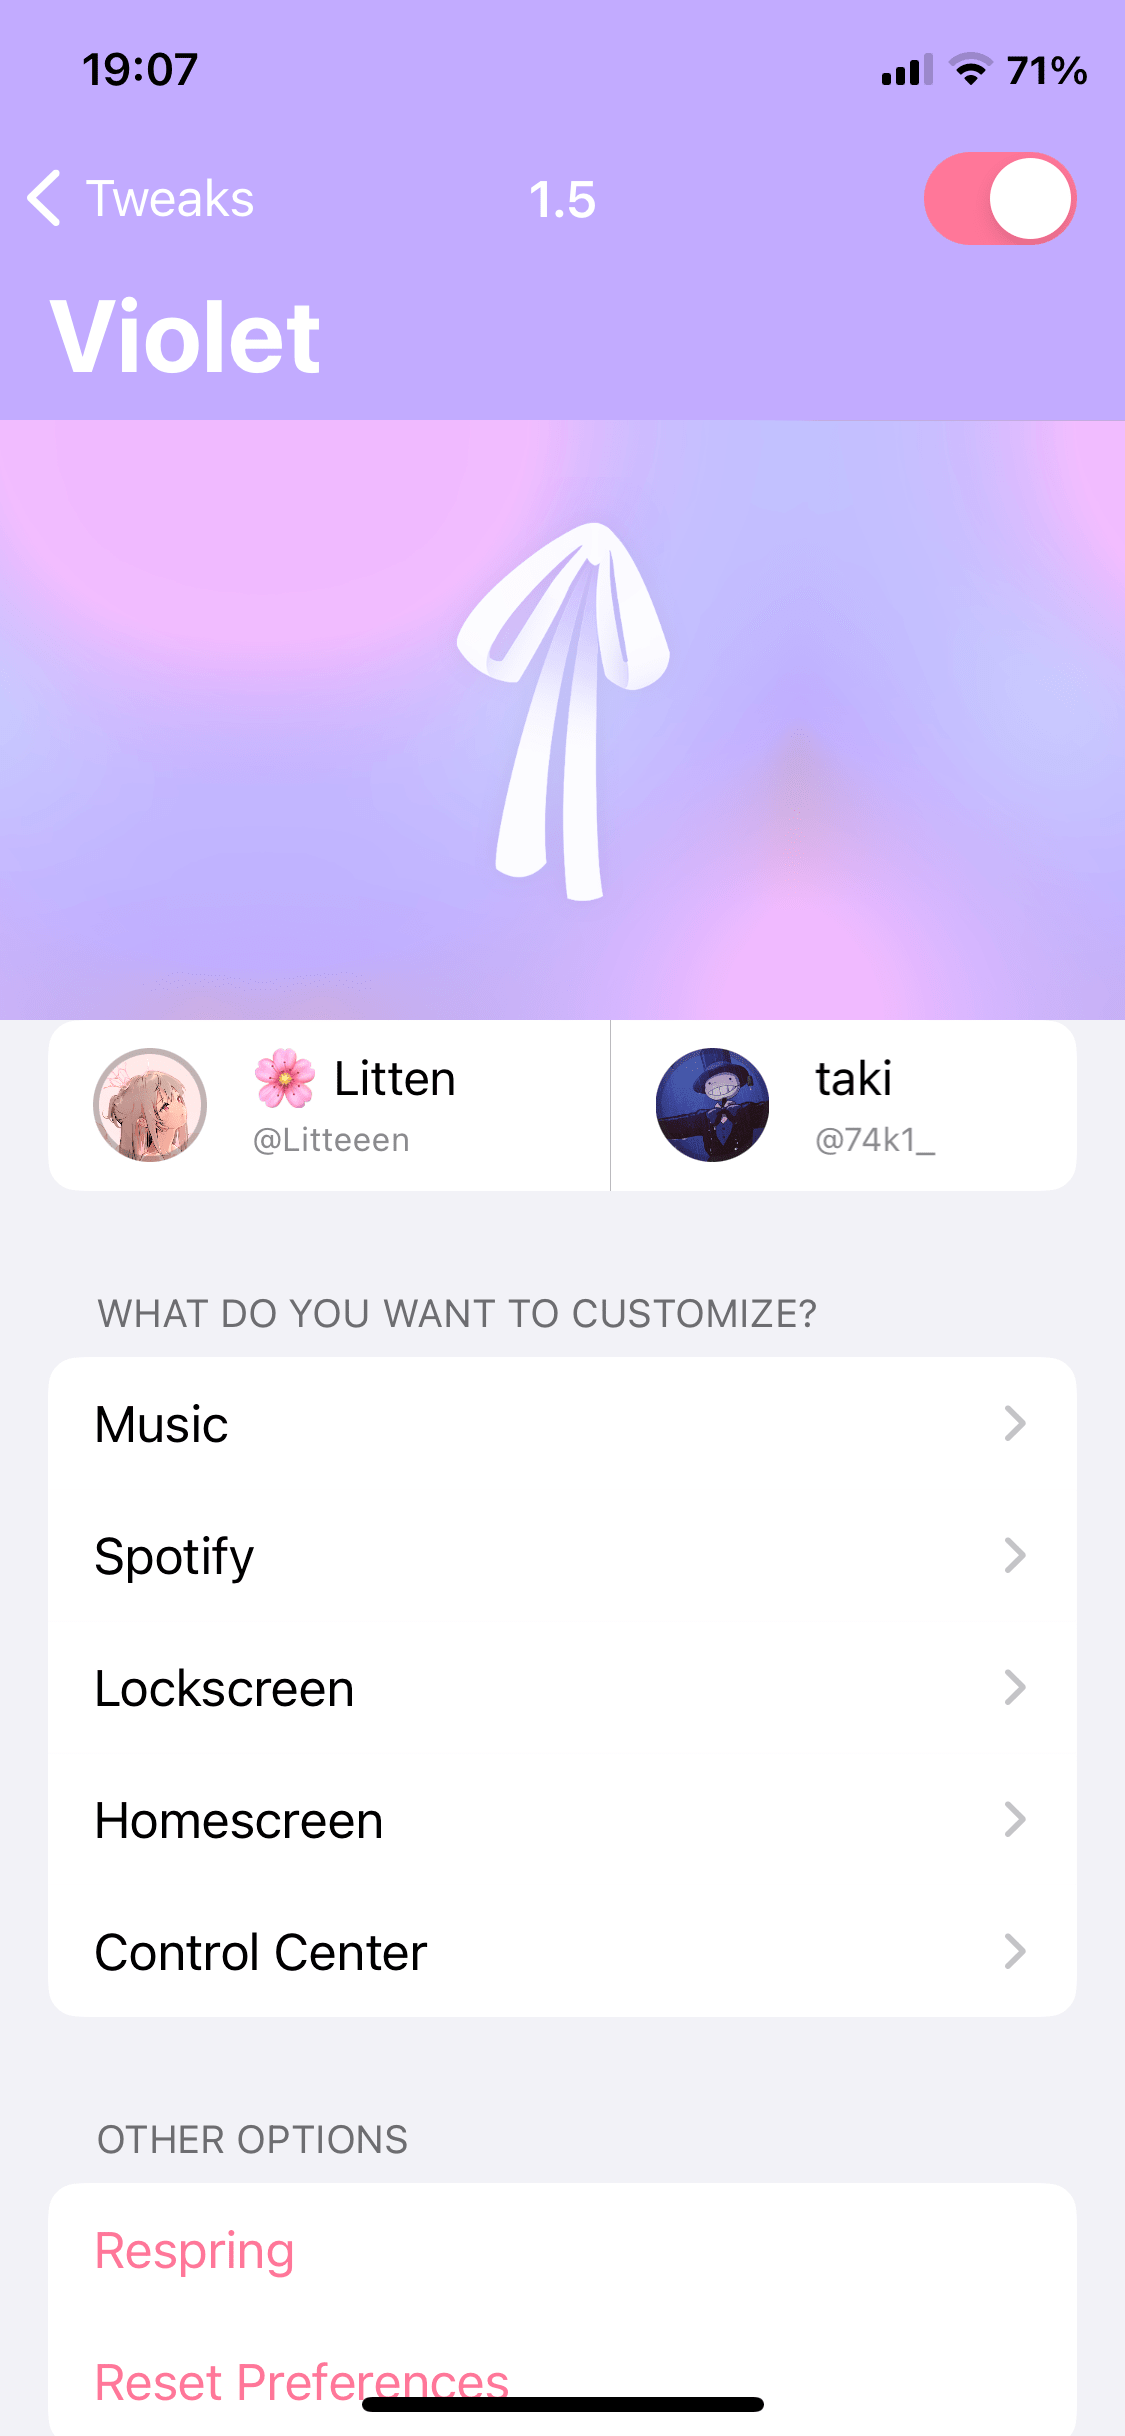 19:07
71%
Tweaks
1.5
Violet
🌸 Litten
@Litteeen
taki
@74k1_
WHAT DO YOU WANT TO CUSTOMIZE?
Music
Spotify
Lockscreen
Homescreen
Control Center
OTHER OPTIONS
Respring
Reset Preferences